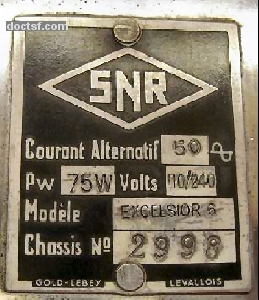 doctsf.com
SNR
Courant Alternatif 50
PW 75W Volts 110/240
Modèle EXCELSIOR 6
Chassis Nº 2998
GOLD-LEBEY LEVALLOIS